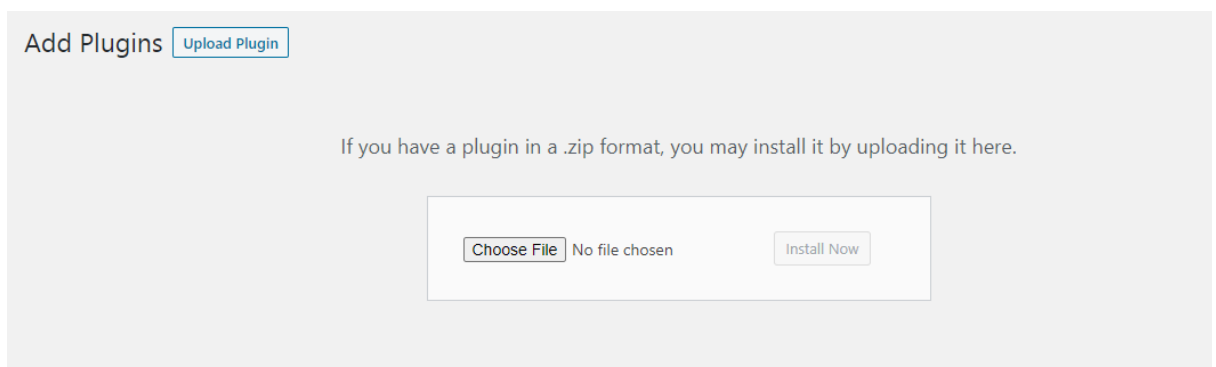 Add Plugins Upload Plugin
If you have a plugin in a .zip format, you may install it by uploading it here.
Choose File No file chosen Install Now